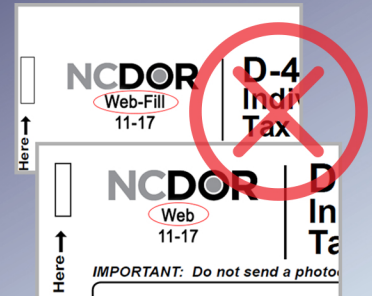 NCDOR
Web-Fill
11-17
D-4
Indiv
Tax
Here
NCDOR
Web
11-17
D
In
Ta
Here
IMPORTANT: Do not send a photo